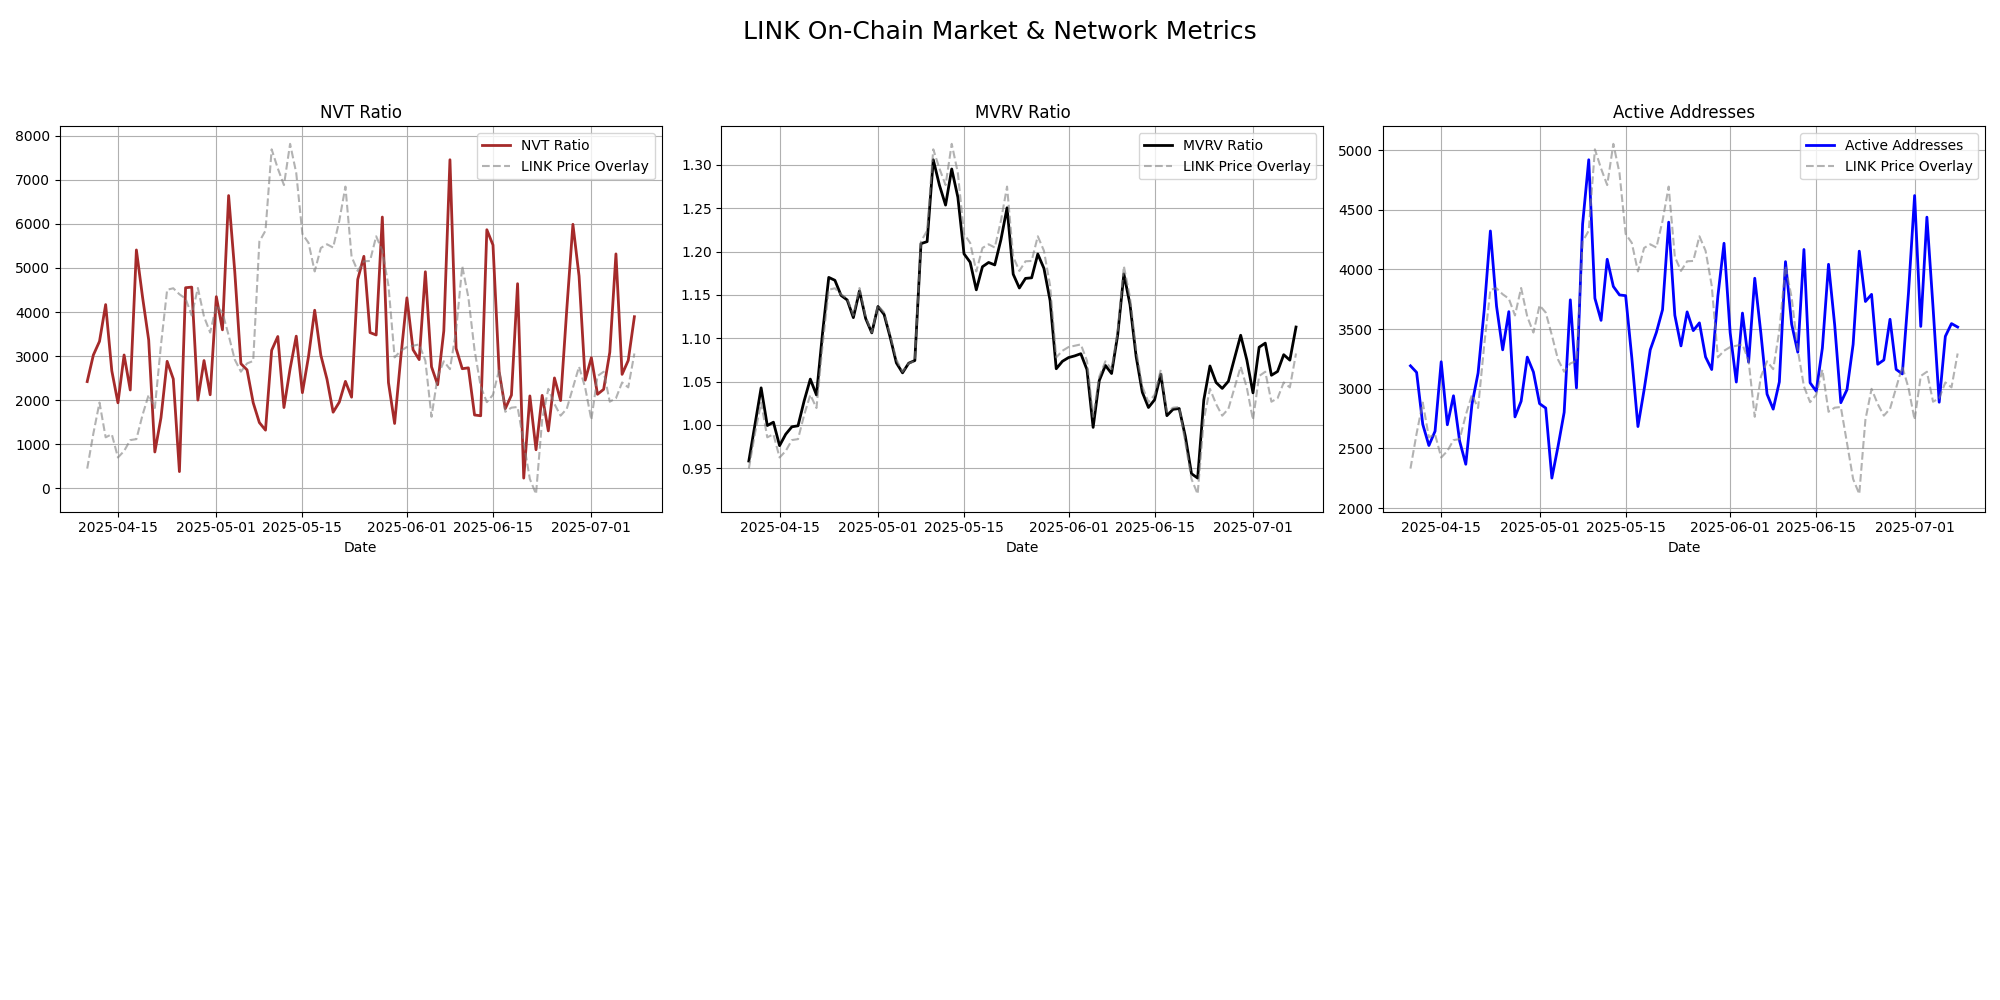 LINK On-Chain Market & Network Metrics
NVT Ratio
8000
7000
6000
5000
4000
3000
2000
1000
0
NVT Ratio
LINK Price Overlay
2025-04-15 2025-05-01 2025-05-15 2025-06-01 2025-06-15 2025-07-01
Date
MVRV Ratio
1.30
1.25
1.20
1.15
1.10
1.05
1.00
0.95
MVRV Ratio
LINK Price Overlay
2025-04-15 2025-05-01 2025-05-15 2025-06-01 2025-06-15 2025-07-01
Date
Active Addresses
5000
4500
4000
3500
3000
2500
2000
Active Addresses
LINK Price Overlay
2025-04-15 2025-05-01 2025-05-15 2025-06-01 2025-06-15 2025-07-01
Date